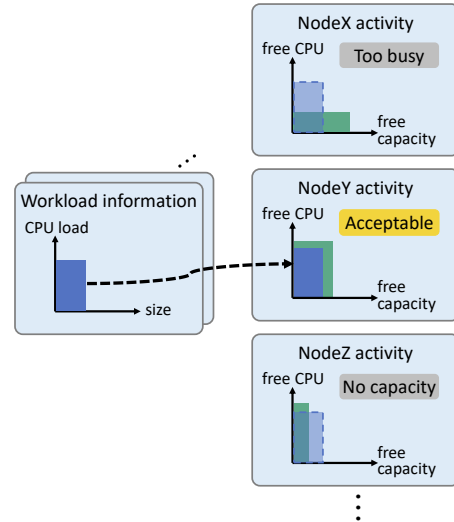 NodeX activity
free CPU
Too busy
free
capacity
Workload information
CPU load
size
NodeY activity
free CPU
Acceptable
free
capacity
NodeZ activity
free CPU
No capacity
free
capacity